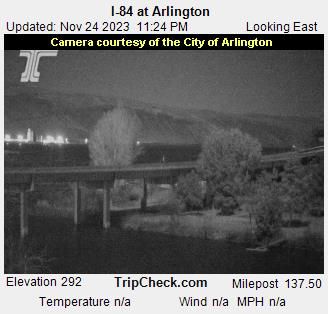 I-84 at Arlington
Updated: Nov 24 2023 11:24 PM Looking East
Camera courtesy of the City of Arlington
Elevation 292 TripCheck.com Milepost 137.50
Temperature n/a Wind n/a MPH n/a